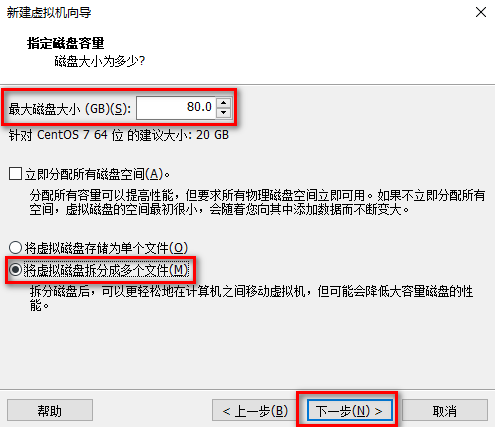 新建虚拟机向导
指定磁盘容量
磁盘大小为多少?
最大磁盘大小 (GB)(S): 80.0
针对 CentOS 7 64 位 的建议大小: 20 GB
立即分配所有磁盘空间(A)。
分配所有容量可以提高性能，但要求所有物理磁盘空间立即可用。如果不立即分配所有
空间，虚拟磁盘的空间最初很小，会随着您向其中添加数据而不断变大。
将虚拟磁盘存储为单个文件(O)
将虚拟磁盘拆分成多个文件(M)
拆分磁盘后，可以更轻松地在计算机之间移动虚拟机，但可能会降低大容量磁盘的性
能。
帮助 < 上一步(B) 下一步(N) > 取消